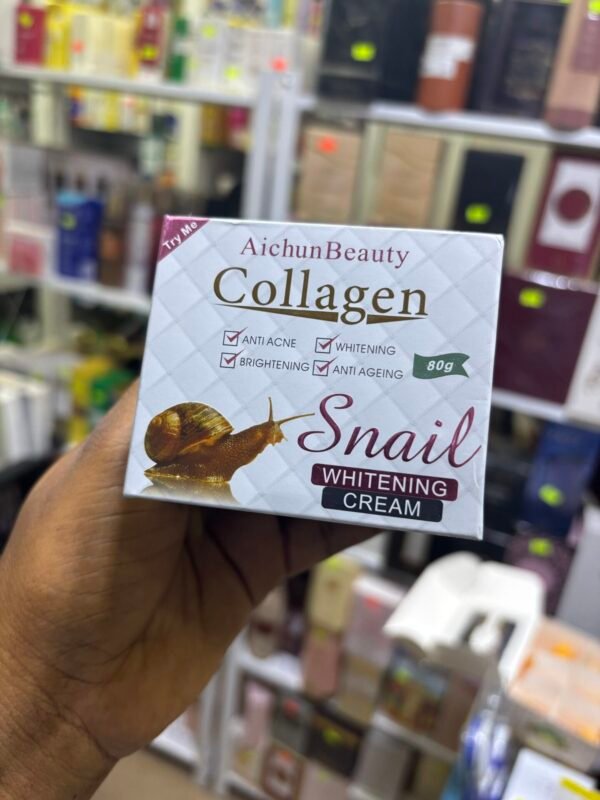 Try Me
AichunBeauty
Collagen
ANTI ACNE WHITENING
BRIGHTENING ANTI AGEING
80g
Snail
WHITENING
CREAM